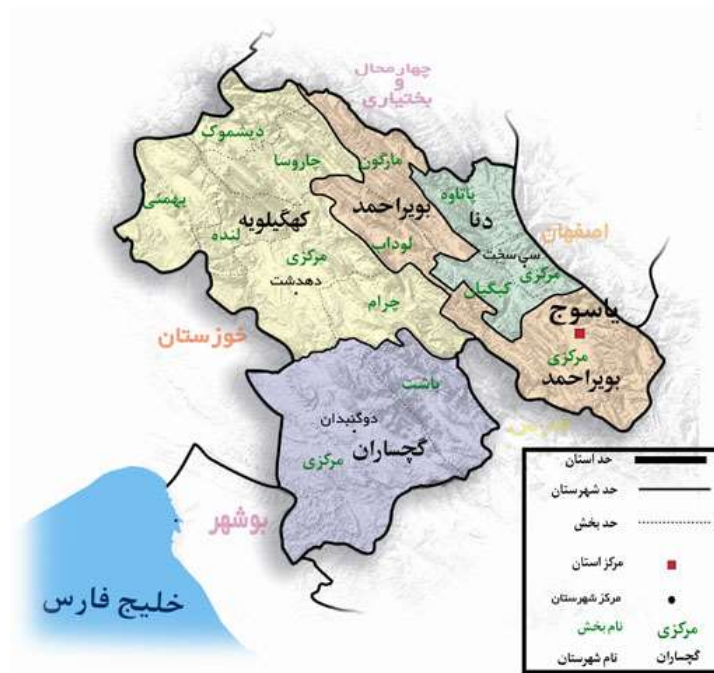 چهارمحال
و
بختیاری
دیشموک
چاروسا
مارگون
بهمئی
کهگیلویه
بویراحمد
پاتاوه
دنا
لنده
لوداب
سی سخت
اصفهان
مرکزی
دهدشت
مرکزی
کبگیان
چرام
یاسوج
خوزستان
مرکزی
بویراحمد
باشت
فارس
دوگنبدان
گچساران
مرکزی
بوشهر
خلیج فارس
حد استان
حد شهرستان
حد بخش
مرکز استان
مرکز شهرستان
نام بخش مرکزی
نام شهرستان گچساران